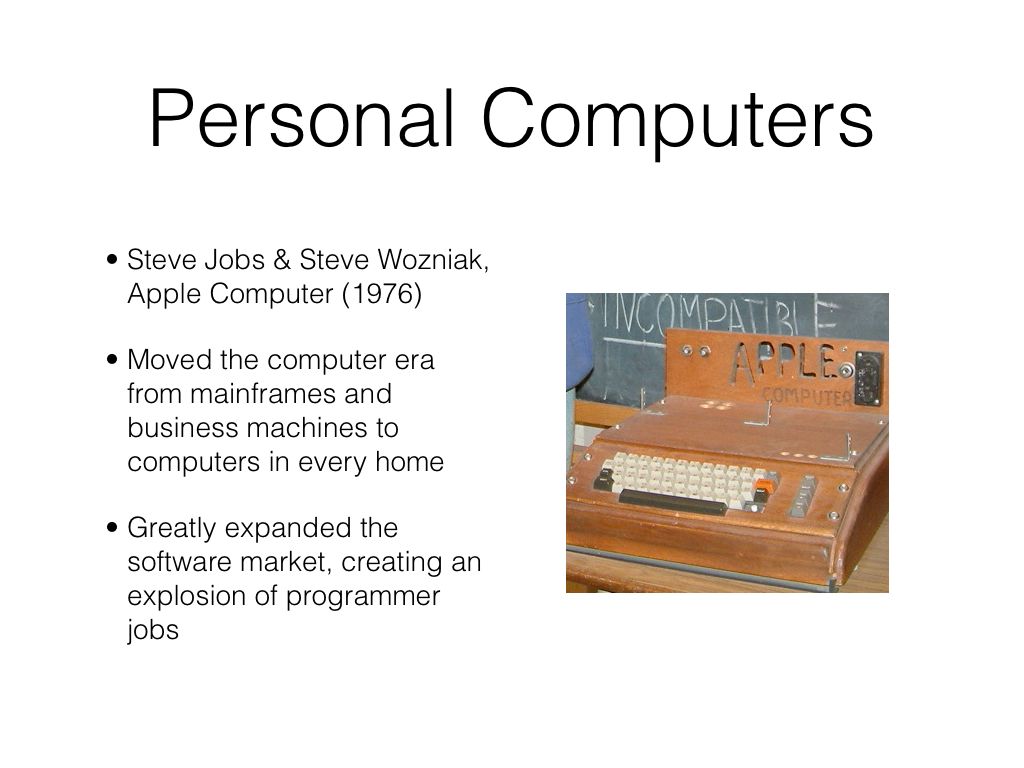 Personal Computers
• Steve Jobs & Steve Wozniak,
Apple Computer (1976)
• Moved the computer era
from mainframes and
business machines to
computers in every home
• Greatly expanded the
software market, creating an
explosion of programmer
jobs
INCOMPATIBLE
APPLE
COMPUTER